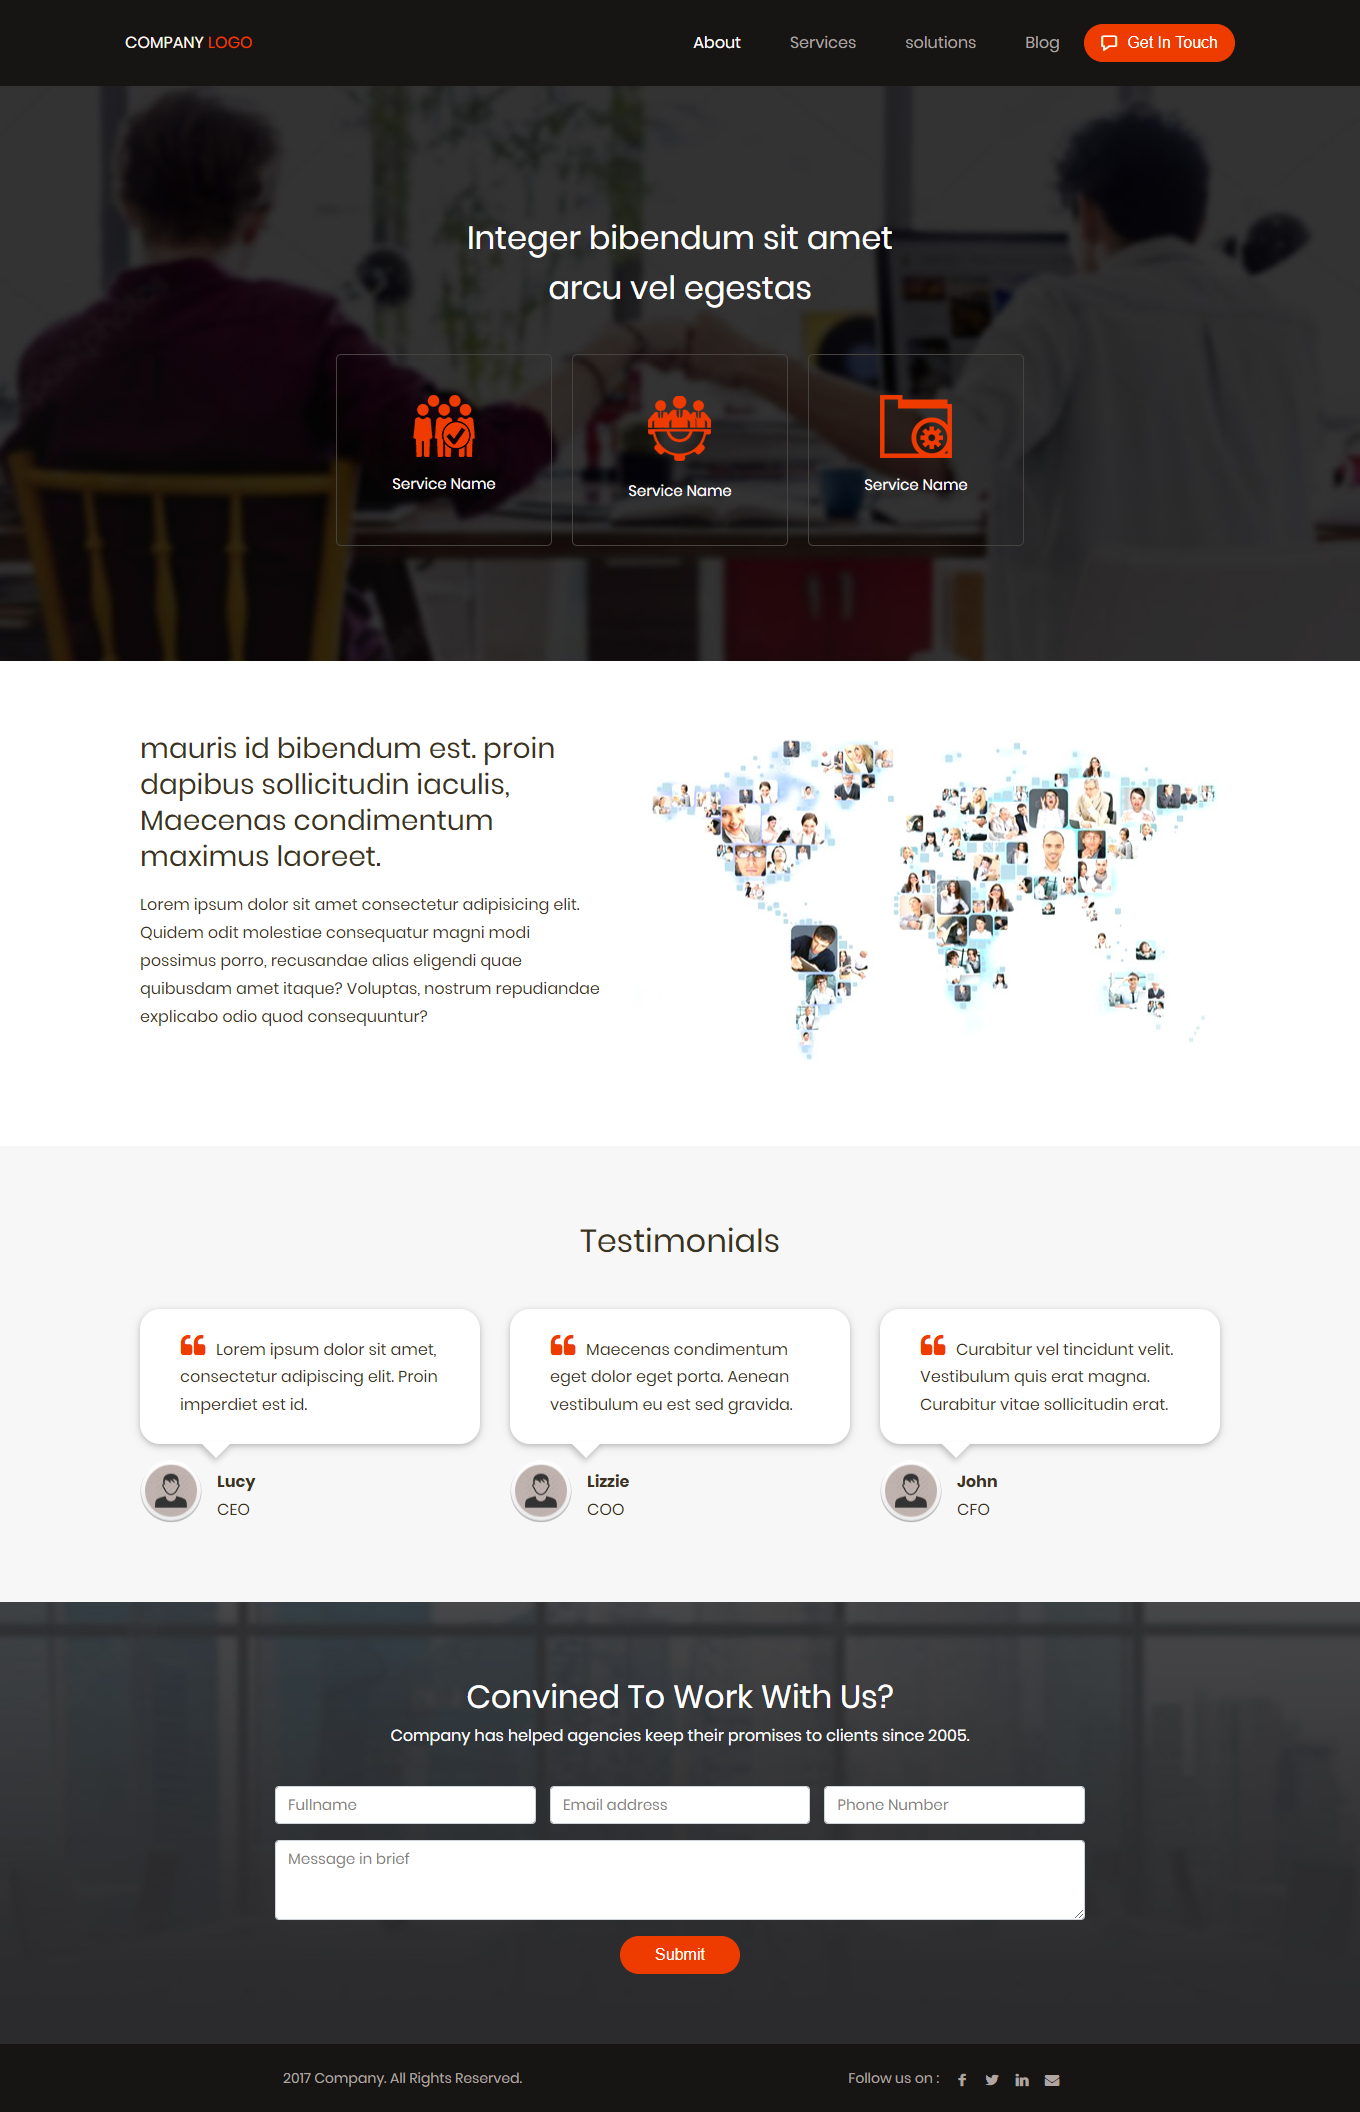 COMPANY LOGO
About
Services
solutions
Blog
Get In Touch
Integer bibendum sit amet
arcu vel egestas
Service Name
Service Name
Service Name
mauris id bibendum est. proin
dapibus sollicitudin iaculis,
Maecenas condimentum
maximus laoreet.
Lorem ipsum dolor sit amet consectetur adipisicing elit.
Quidem odit molestiae consequatur magni modi
possimus porro, recusandae alias eligendi quae
quibusdam amet itaque? Voluptas, nostrum repudiandae
explicabo odio quod consequuntur?
Testimonials
Lorem ipsum dolor sit amet,
consectetur adipiscing elit. Proin
imperdiet est id.
Lucy
CEO
Maecenas condimentum
eget dolor eget porta. Aenean
vestibulum eu est sed gravida.
Lizzie
COO
Curabitur vel tincidunt velit.
Vestibulum quis erat magna.
Curabitur vitae sollicitudin erat.
John
CFO
Convined To Work With Us?
Company has helped agencies keep their promises to clients since 2005.
Fullname
Email address
Phone Number
Message in brief
Submit
2017 Company. All Rights Reserved.
Follow us on :